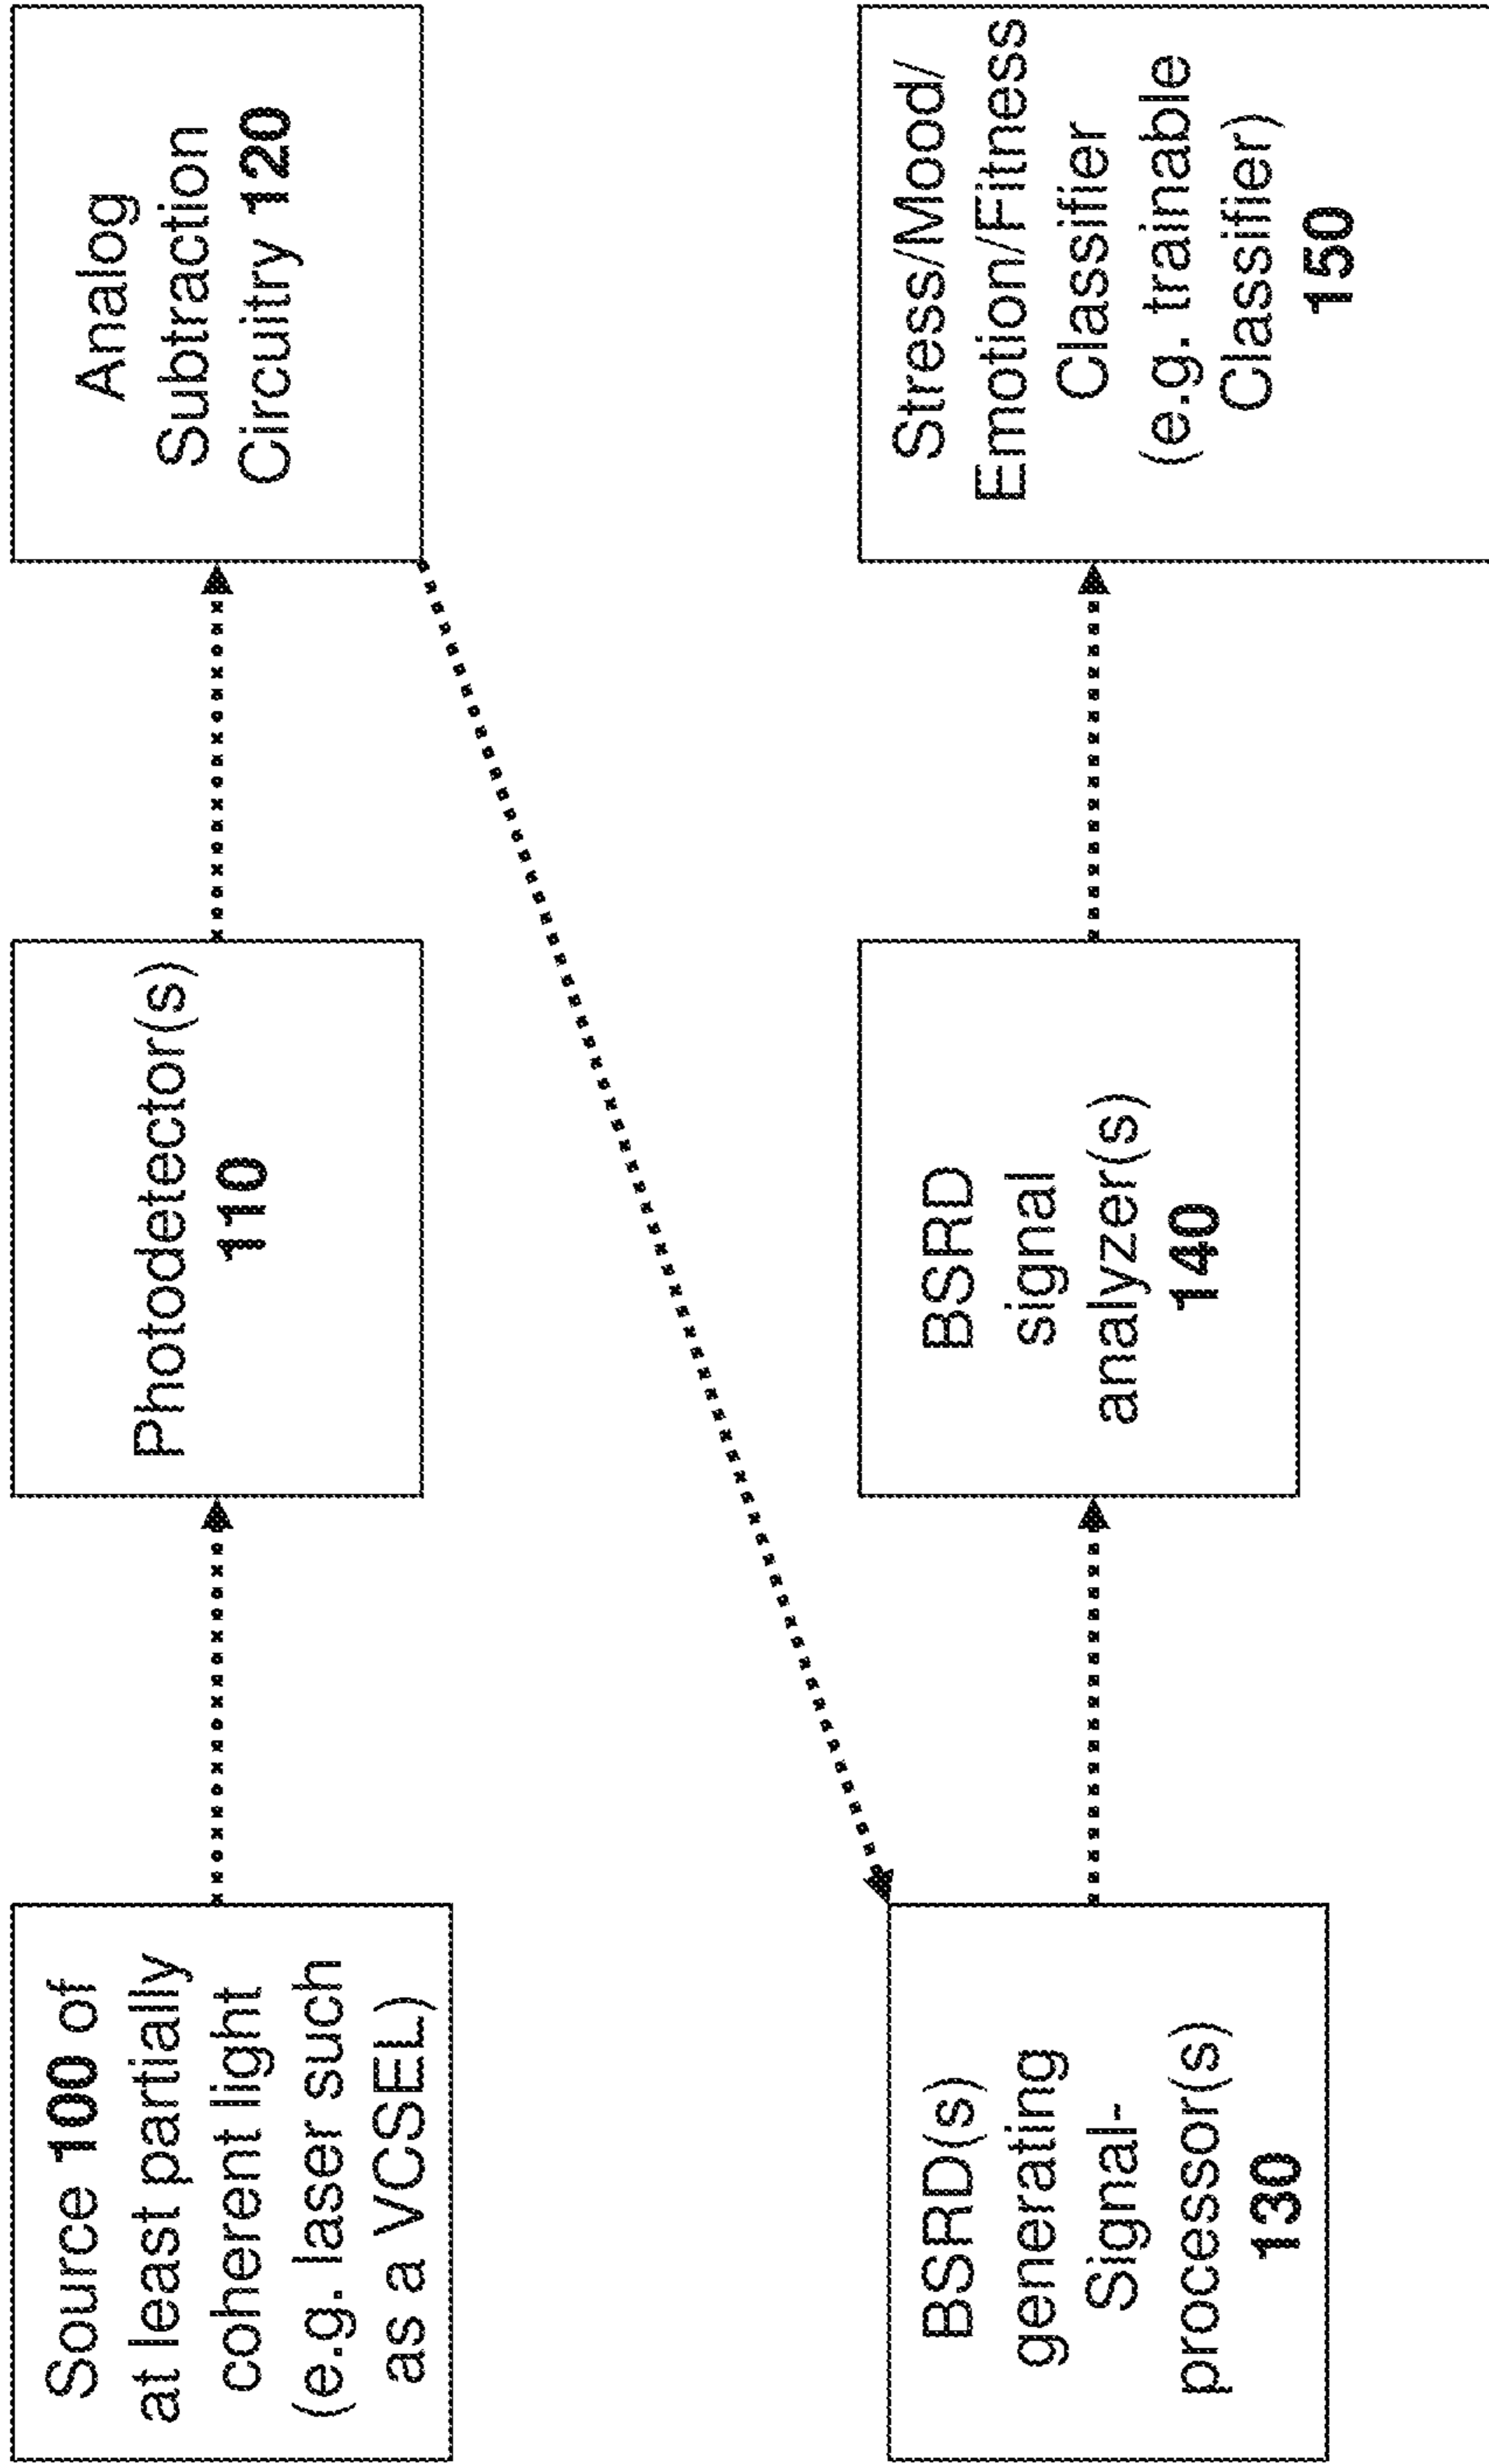 Source 100 of
at least partially
coherent light
(e.g. laser such
as a VCSEL)
Photodetector(s)
110
Analog
Subtraction
Circuitry 120
BSRD(s)
generating
Signal-
processor(s)
130
BSRD
signal
analyzer(s)
140
Stress/Mood/
Emotion/Fitness
Classifier
(e.g. trainable
Classifier)
150